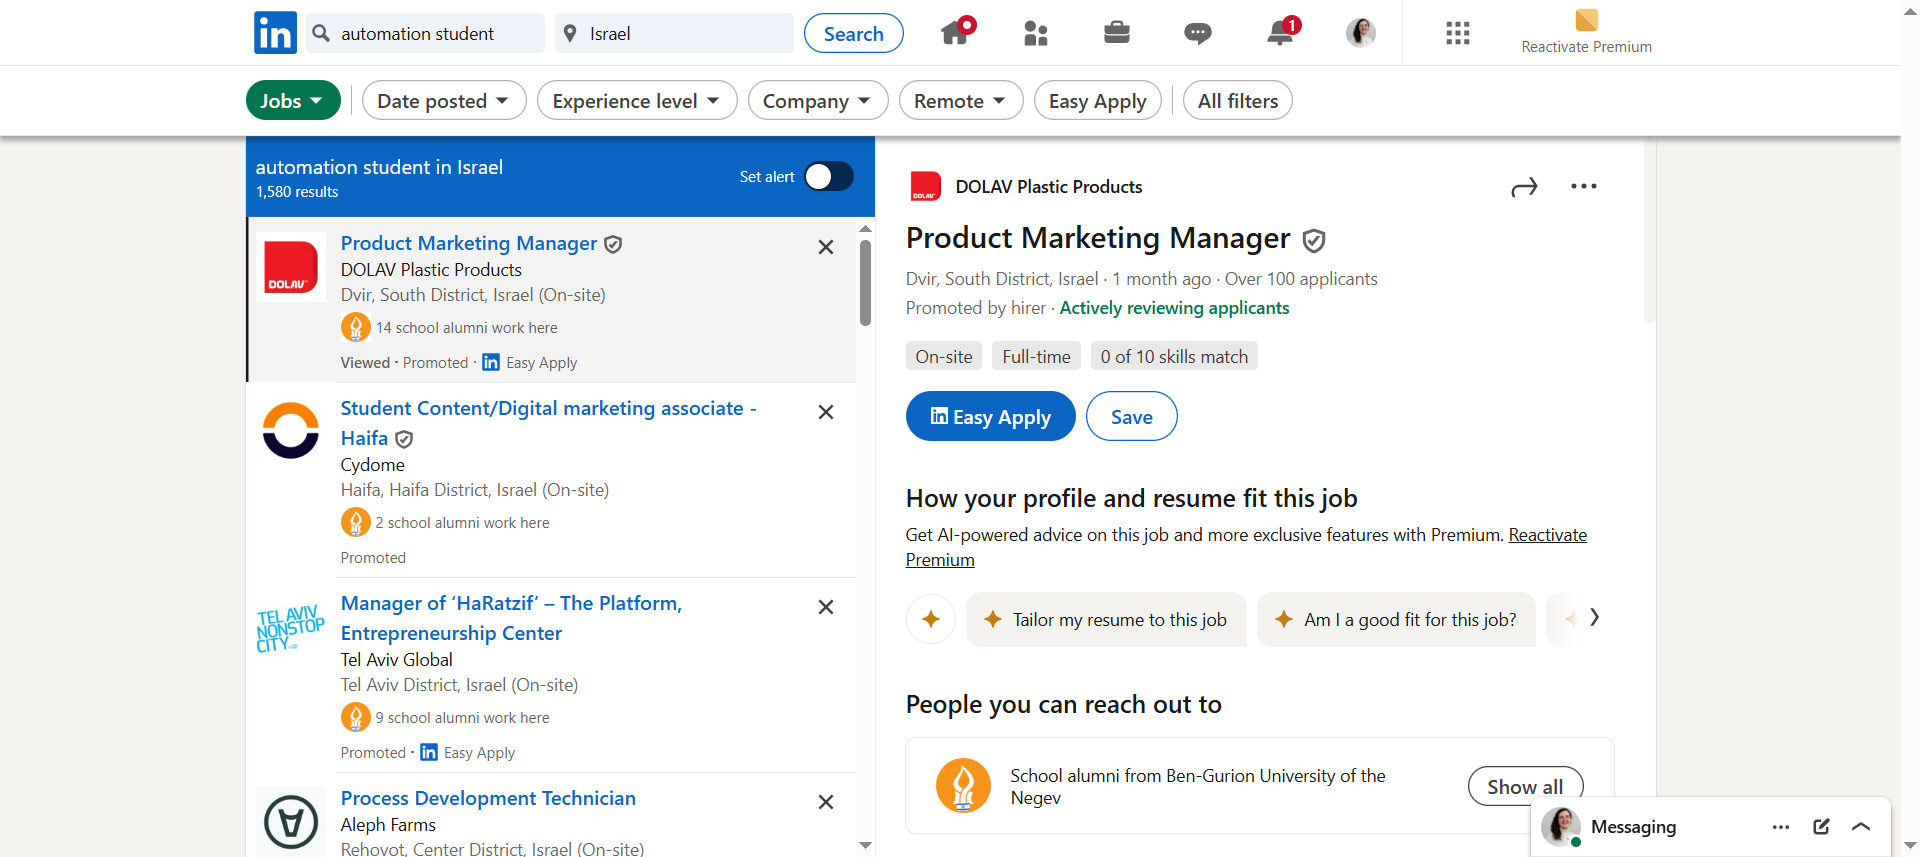 in automation student Israel Search 1 Reactivate Premium
Jobs Date posted Experience level Company Remote Easy Apply All filters
automation student in Israel
1,580 results
Set alert
DOLAV
Product Marketing Manager
DOLAV Plastic Products
Dvir, South District, Israel (On-site)
14 school alumni work here
Viewed · Promoted · in Easy Apply
Student Content/Digital marketing associate -
Haifa
Cydome
Haifa, Haifa District, Israel (On-site)
2 school alumni work here
Promoted
TEL AVIV
NONSTOP
CITY
Manager of ‘HaRatzif’ – The Platform,
Entrepreneurship Center
Tel Aviv Global
Tel Aviv District, Israel (On-site)
9 school alumni work here
Promoted · in Easy Apply
Process Development Technician
Aleph Farms
Rehovot, Center District, Israel (On-site)
DOLAV
DOLAV Plastic Products
Product Marketing Manager
Dvir, South District, Israel · 1 month ago · Over 100 applicants
Promoted by hirer · Actively reviewing applicants
On-site Full-time 0 of 10 skills match
in Easy Apply Save
How your profile and resume fit this job
Get AI-powered advice on this job and more exclusive features with Premium. Reactivate
Premium
Tailor my resume to this job Am I a good fit for this job?
People you can reach out to
School alumni from Ben-Gurion University of the
Negev
Show all
Messaging